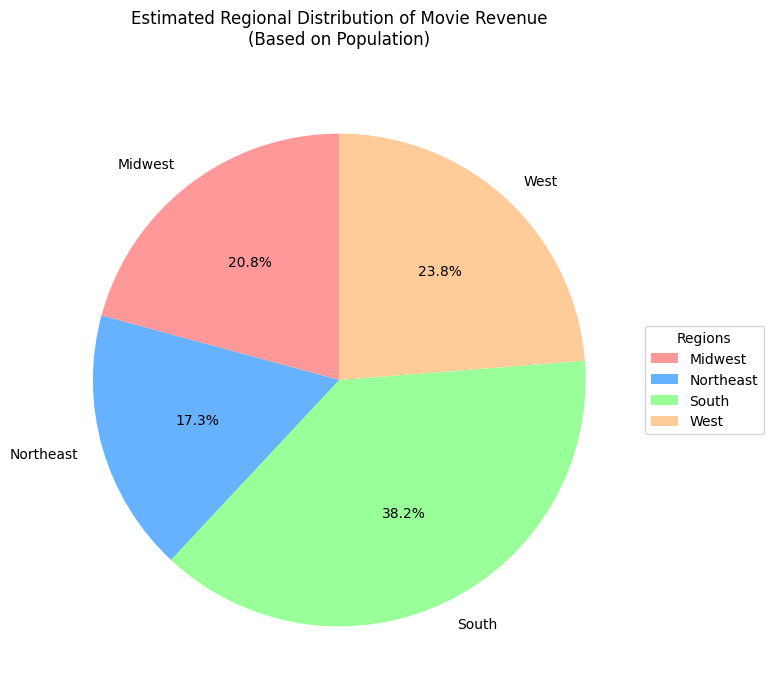 Estimated Regional Distribution of Movie Revenue
(Based on Population)
Midwest
West
20.8%
23.8%
Regions
Midwest
Northeast
South
West
17.3%
Northeast
38.2%
South